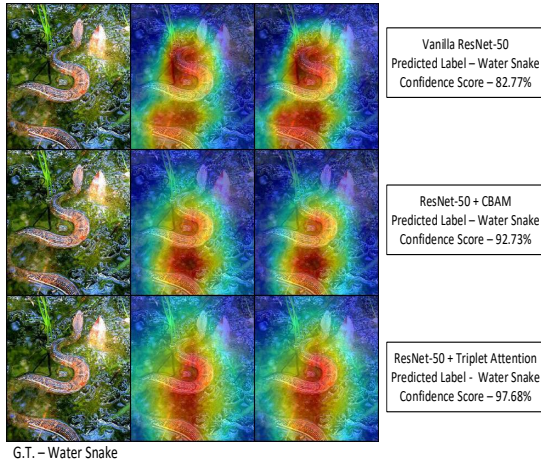 Vanilla ResNet-50
Predicted Label – Water Snake
Confidence Score – 82.77%
ResNet-50 + CBAM
Predicted Label – Water Snake
Confidence Score – 92.73%
ResNet-50 + Triplet Attention
Predicted Label - Water Snake
Confidence Score – 97.68%
G.T. – Water Snake